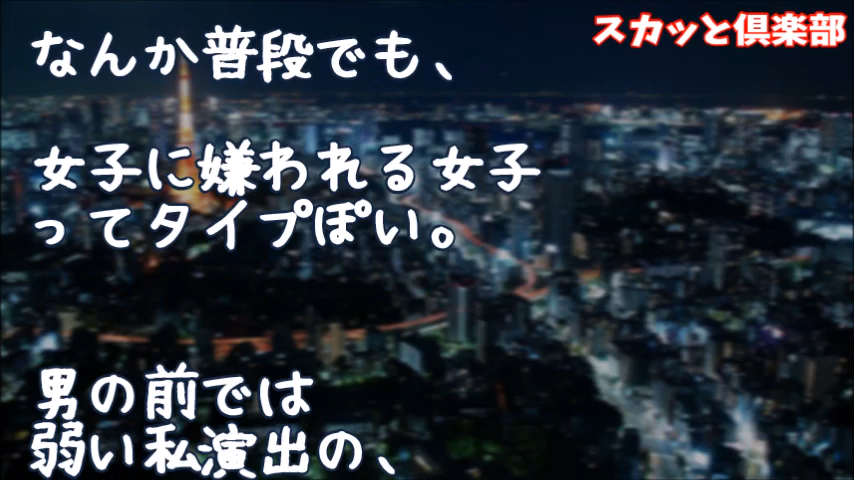 スカッと倶楽部
なんか普段でも、
女子に嫌われる女子
ってタイプぽい。
男の前では
弱い私演出の、